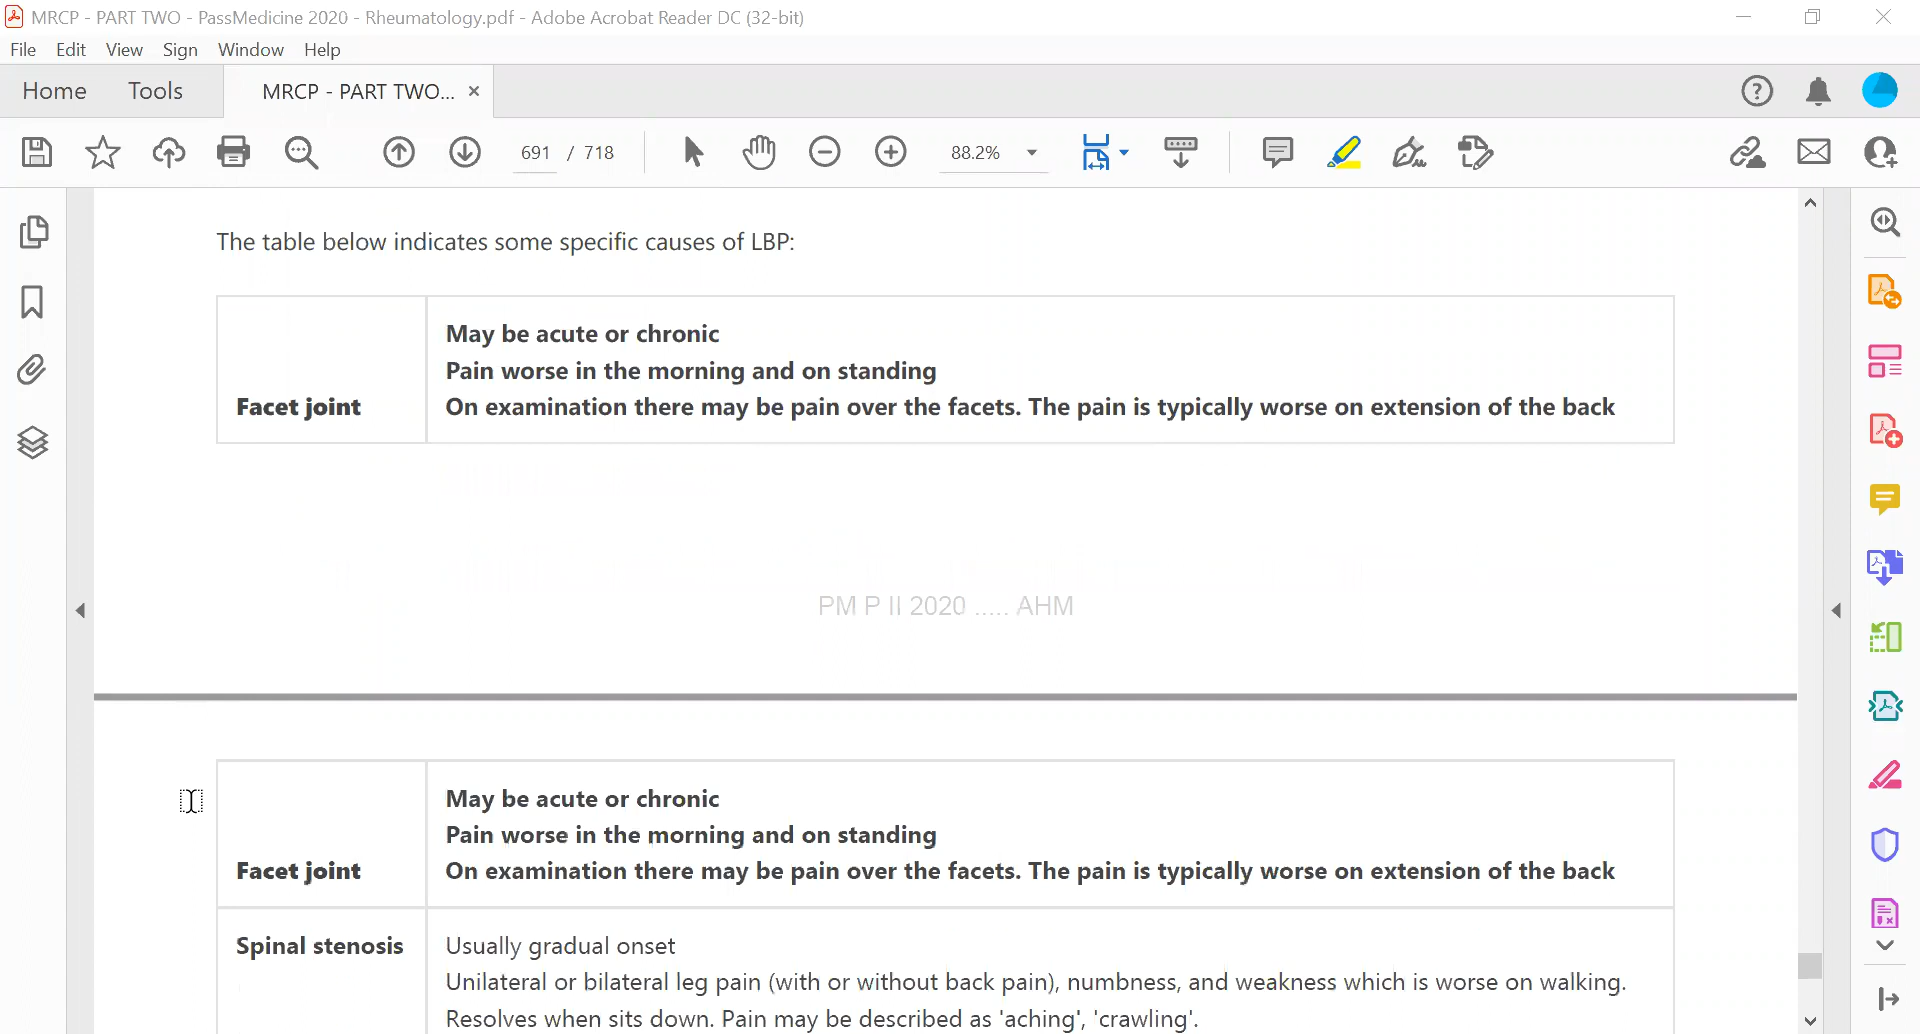 MRCP - PART TWO - PassMedicine 2020 - Rheumatology.pdf - Adobe Acrobat Reader DC (32-bit)
File Edit View Sign Window Help
Home Tools MRCP - PART TWO... ×
691 / 718 88.2%
The table below indicates some specific causes of LBP:
May be acute or chronic
Pain worse in the morning and on standing
Facet joint On examination there may be pain over the facets. The pain is typically worse on extension of the back
PM P II 2020 ..... AHM
May be acute or chronic
Pain worse in the morning and on standing
Facet joint On examination there may be pain over the facets. The pain is typically worse on extension of the back
Spinal stenosis Usually gradual onset
Unilateral or bilateral leg pain (with or without back pain), numbness, and weakness which is worse on walking.
Resolves when sits down. Pain may be described as 'aching', 'crawling'.